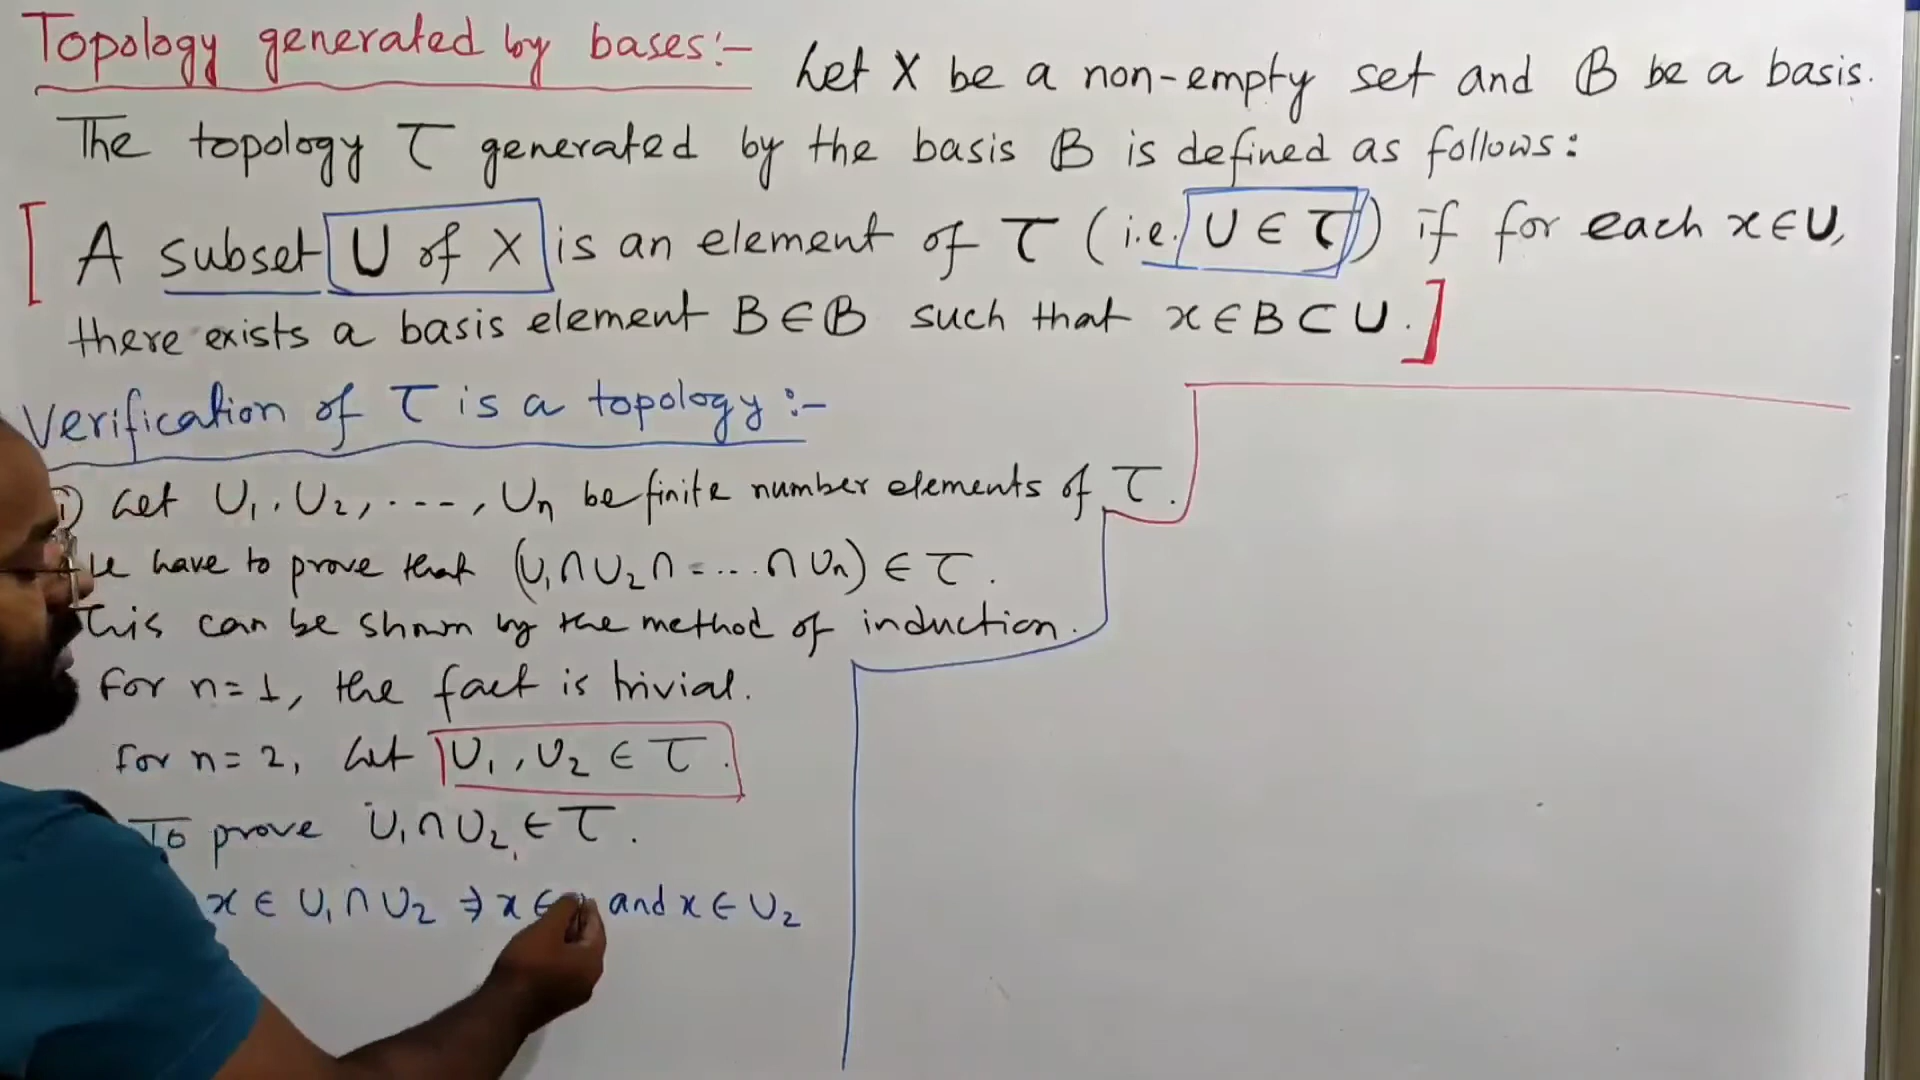 Topology generated by bases:- Let X be a non-empty set and 𝔹 be a basis.
The topology τ generated by the basis 𝔹 is defined as follows:
[ A subset U of X is an element of τ (i.e. U ∈ τ) if for each x∈U,
there exists a basis element B∈𝔹 such that x∈B⊂U. ]
Verification of τ is a topology:-
i) Let U₁, U₂, ----, Uₙ be finite number elements of τ.
have to prove that (U₁∩U₂∩-...∩Uₙ) ∈ τ.
This can be shown by the method of induction.
For n=1, the fact is trivial.
For n=2, Let U₁, U₂ ∈ τ.
To prove U₁∩U₂ ∈ τ.
x ∈ U₁∩U₂ ⇒ x ∈ and x ∈ U₂